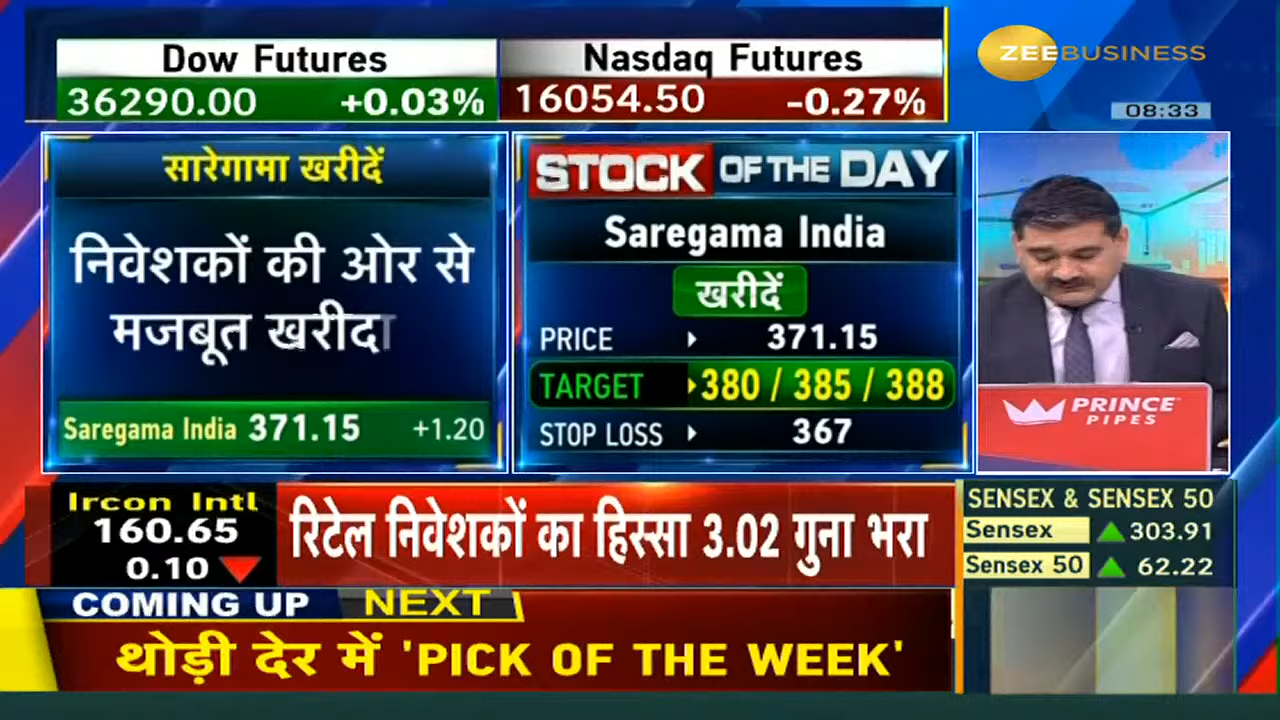 Dow Futures
36290.00 +0.03%
Nasdaq Futures
16054.50 -0.27%
ZEEBUSINESS
08:33
सारेगामा खरीदें
निवेशकों की ओर से
मजबूत खरीदा
Saregama India 371.15 +1.20
STOCK OF THE DAY
Saregama India
खरीदें
PRICE 371.15
TARGET 380 / 385 / 388
STOP LOSS 367
PRINCE
PIPES
Ircon Intl
160.65
0.10
रिटेल निवेशकों का हिस्सा 3.02 गुना भरा
SENSEX & SENSEX 50
Sensex 303.91
Sensex 50 62.22
COMING UP NEXT
थोड़ी देर में 'PICK OF THE WEEK'